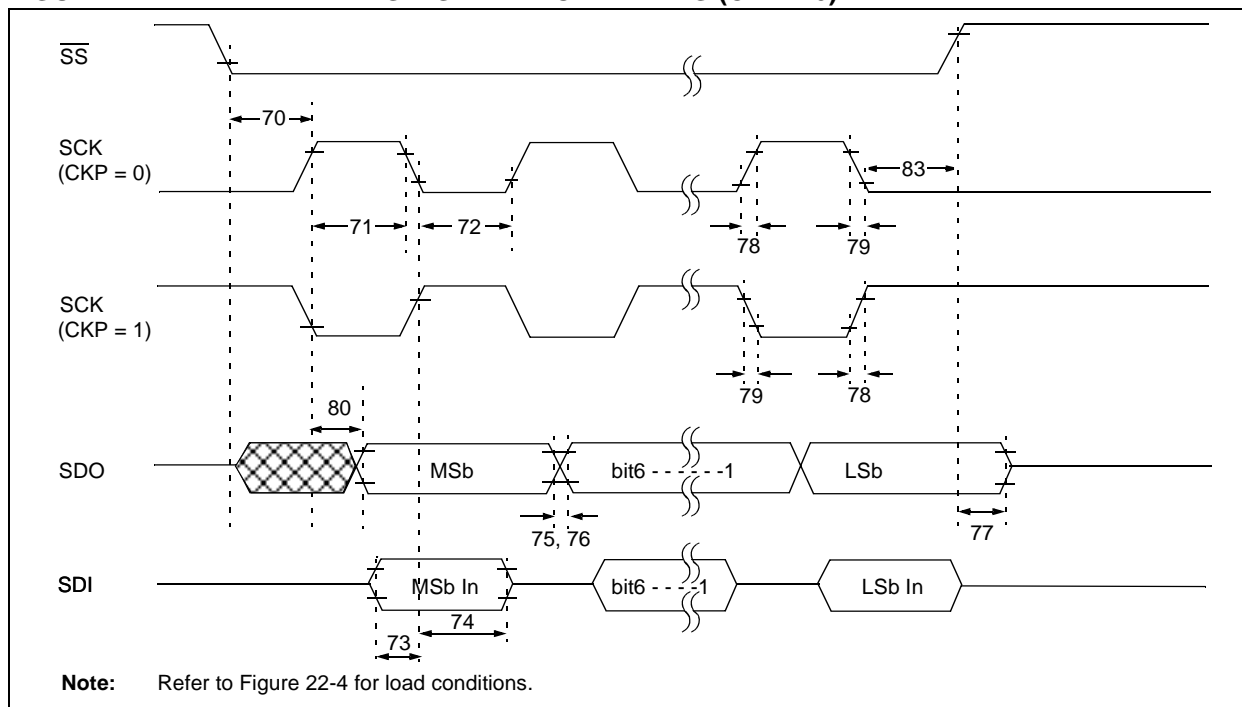 SS
70
SCK
(CKP = 0)
83
71
72
78
79
SCK
(CKP = 1)
79
78
80
SDO
MSb
bit6 - - - - - -1
LSb
75, 76
77
SDI
MSb In
bit6 - - - -1
LSb In
74
73
Note: Refer to Figure 22-4 for load conditions.